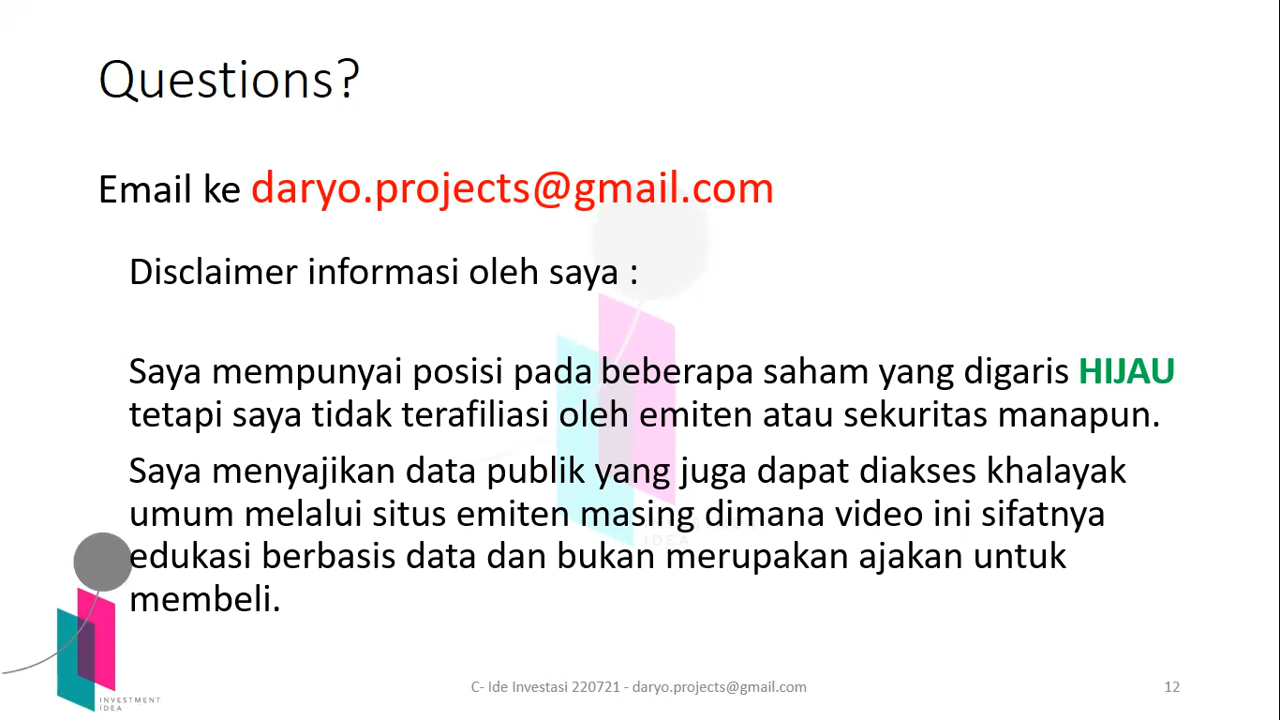 Questions?
Email ke daryo.projects@gmail.com
Disclaimer informasi oleh saya :
Saya mempunyai posisi pada beberapa saham yang digaris HIJAU
tetapi saya tidak terafiliasi oleh emiten atau sekuritas manapun.
Saya menyajikan data publik yang juga dapat diakses khalayak
umum melalui situs emiten masing dimana video ini sifatnya
edukasi berbasis data dan bukan merupakan ajakan untuk
membeli.
IDEA
INVESTMENT
IDEA
C- Ide Investasi 220721 - daryo.projects@gmail.com
12